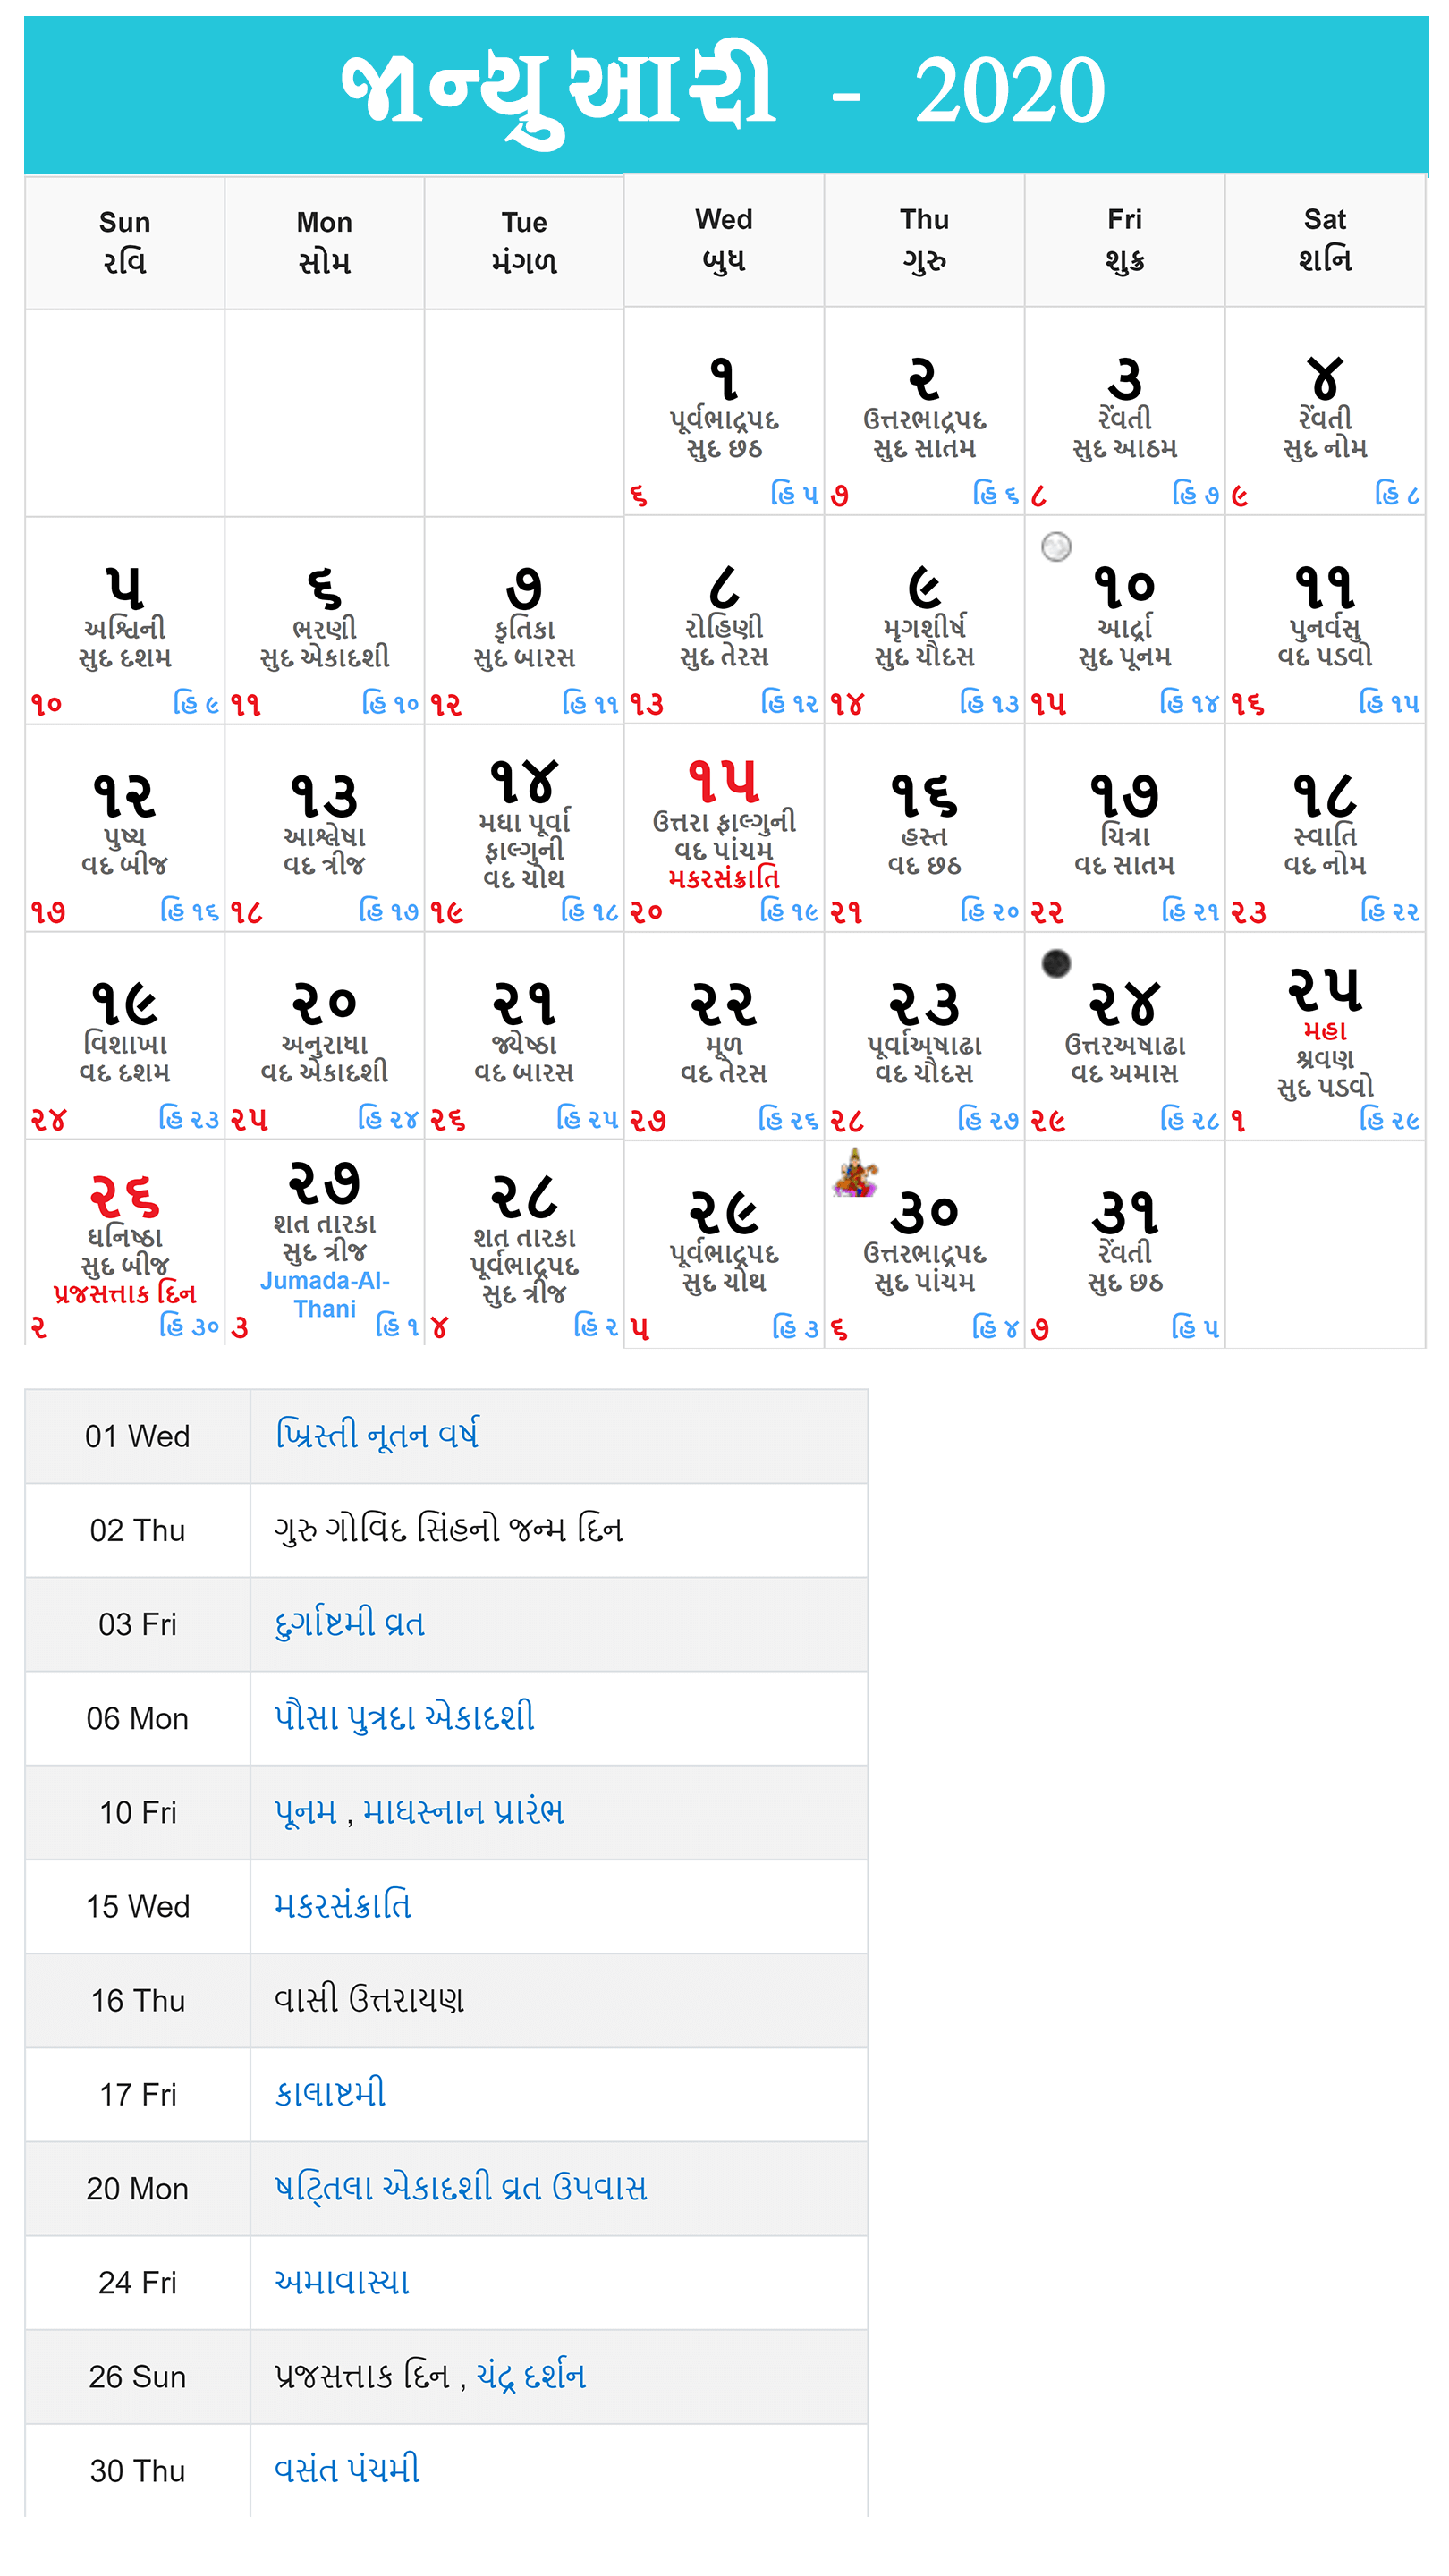 જાન્યુઆરી - 2020
Sun Mon Tue Wed Thu Fri Sat
રવિ સોમ મંગળ બુધ ગુરુ શુક્ર શનિ
૧ ૨ ૩ ૪
પૂર્વભાદ્રપદ ઉત્તરભાદ્રપદ રેંવતી રેંવતી
સુદ છઠ સુદ સાતમ સુદ આઠમ સુદ નોમ
૬ હિ ૫ ૭ હિ ૬ ૮ હિ ૭ ૯ હિ ૮
૫ ૬ ૭ ૮ ૯ ૧૦ ૧૧
અશ્વિની ભરણી કૃતિકા રોહિણી મૃગશીર્ષ આર્દ્રા પુનર્વસુ
સુદ દશમ સુદ એકાદશી સુદ બારસ સુદ તેરસ સુદ ચૌદસ સુદ પૂનમ વદ પડવો
૧૦ હિ ૯ ૧૧ હિ ૧૦ ૧૨ હિ ૧૧ ૧૩ હિ ૧૨ ૧૪ હિ ૧૩ ૧૫ હિ ૧૪ ૧૬ હિ ૧૫
૧૨ ૧૩ ૧૪ ૧૫ ૧૬ ૧૭ ૧૮
મઘા પૂર્વા ઉત્તરા ફાલ્ગુની
પુષ્ય આશ્લેષા ફાલ્ગુની વદ પાંચમ હસ્ત ચિત્રા સ્વાતિ
વદ બીજ વદ ત્રીજ વદ ચોથ મકરસંક્રાતિ વદ છઠ વદ સાતમ વદ નોમ
૧૭ હિ ૧૬ ૧૮ હિ ૧૭ ૧૯ હિ ૧૮ ૨૦ હિ ૧૯ ૨૧ હિ ૨૦ ૨૨ હિ ૨૧ ૨૩ હિ ૨૨
૧૯ ૨૦ ૨૧ ૨૨ ૨૩ ૨૪ ૨૫
મહા
વિશાખા અનુરાધા જ્યેષ્ઠા મૂળ પૂર્વાઅષાઢા ઉત્તરઅષાઢા શ્રવણ
વદ દશમ વદ એકાદશી વદ બારસ વદ તેરસ વદ ચૌદસ વદ અમાસ સુદ પડવો
૨૪ હિ ૨૩ ૨૫ હિ ૨૪ ૨૬ હિ ૨૫ ૨૭ હિ ૨૬ ૨૮ હિ ૨૭ ૨૯ હિ ૨૮ ૧ હિ ૨૯
૨૬ ૨૭ ૨૮ ૨૯ ૩૦ ૩૧
ઘનિષ્ઠા શત તારકા શત તારકા પૂર્વભાદ્રપદ ઉત્તરભાદ્રપદ રેંવતી
સુદ બીજ સુદ ત્રીજ પૂર્વભાદ્રપદ સુદ ચોથ સુદ પાંચમ સુદ છઠ
પ્રજસત્તાક દિન Jumada-Al- સુદ ત્રીજ
Thani
૨ હિ ૩૦ ૩ હિ ૧ ૪ હિ ૨ ૫ હિ ૩ ૬ હિ ૪ ૭ હિ ૫
01 Wed ખ્રિસ્તી નૂતન વર્ષ
02 Thu ગુરુ ગોવિંદ સિંહનો જન્મ દિન
03 Fri દુર્ગાષ્ટમી વ્રત
06 Mon પૌસા પુત્રદા એકાદશી
10 Fri પૂનમ , માઘસ્નાન પ્રારંભ
15 Wed મકરસંક્રાતિ
16 Thu વાસી ઉત્તરાયણ
17 Fri કાલાષ્ટમી
20 Mon ષટ્તિલા એકાદશી વ્રત ઉપવાસ
24 Fri અમાવાસ્યા
26 Sun પ્રજસત્તાક દિન , ચંદ્ર દર્શન
30 Thu વસંત પંચમી